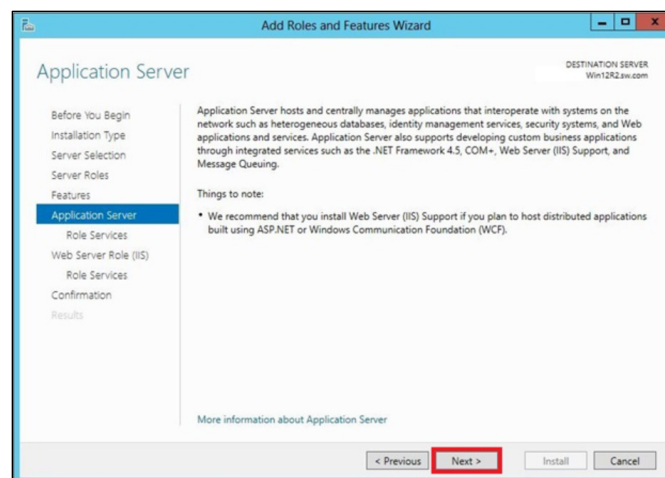 Add Roles and Features Wizard
Application Server
DESTINATION SERVER
Win12R2.sw.com
Before You Begin
Installation Type
Server Selection
Server Roles
Features
Application Server
Role Services
Web Server Role (IIS)
Role Services
Confirmation
Results
Application Server hosts and centrally manages applications that interoperate with systems on the
network such as heterogeneous databases, identity management services, security systems, and Web
applications and services. Application Server also supports developing custom business applications
through integrated services such as the .NET Framework 4.5, COM+, Web Server (IIS) Support, and
Message Queuing.
Things to note:
• We recommend that you install Web Server (IIS) Support if you plan to host distributed applications
built using ASP.NET or Windows Communication Foundation (WCF).
More information about Application Server
< Previous
Next >
Install
Cancel